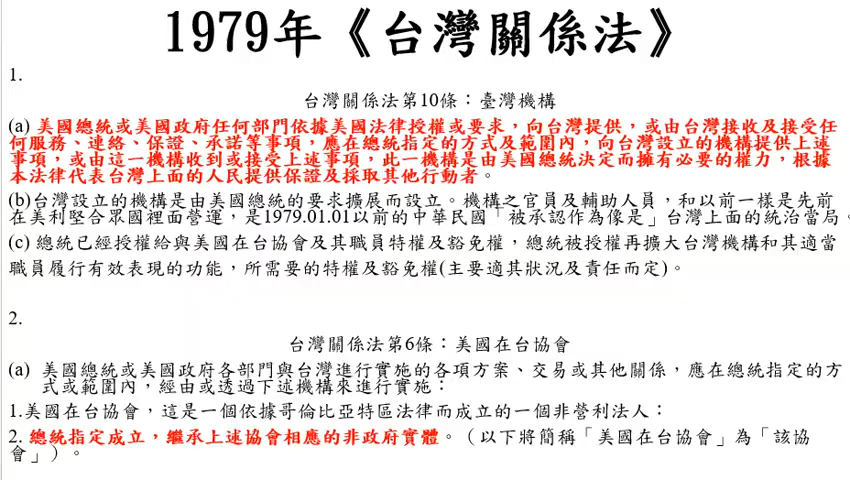 1979年《台灣關係法》
1.
台灣關係法第10條：臺灣機構
(a) 美國總統或美國政府任何部門依據美國法律授權或要求，向台灣提供，或由台灣接收及接受任
何服務、連絡、保證、承諾等事項，應在總統指定的方式及範圍內，向台灣設立的機構提供上述
事項，或由這一機構收到或接受上述事項，此一機構是由美國總統決定而擁有必要的權力，根據
本法律代表台灣上面的人民提供保證及採取其他行動者。
(b)台灣設立的機構是由美國總統的要求擴展而設立。機構之官員及輔助人員，和以前一樣是先前
在美利堅合眾國裡面營運，是1979.01.01以前的中華民國「被承認作為像是」台灣上面的統治當局。
(c) 總統已經授權給與美國在台協會及其職員特權及豁免權，總統被授權再擴大台灣機構和其適當
職員履行有效表現的功能，所需要的特權及豁免權(主要適其狀況及責任而定)。
2.
台灣關係法第6條：美國在台協會
(a) 美國總統或美國政府各部門與台灣進行實施的各項方案、交易或其他關係，應在總統指定的方
式或範圍內，經由或透過下述機構來進行實施：
1.美國在台協會，這是一個依據哥倫比亞特區法律而成立的一個非營利法人：
2. 總統指定成立，繼承上述協會相應的非政府實體。（以下將簡稱「美國在台協會」為「該協
會」）。